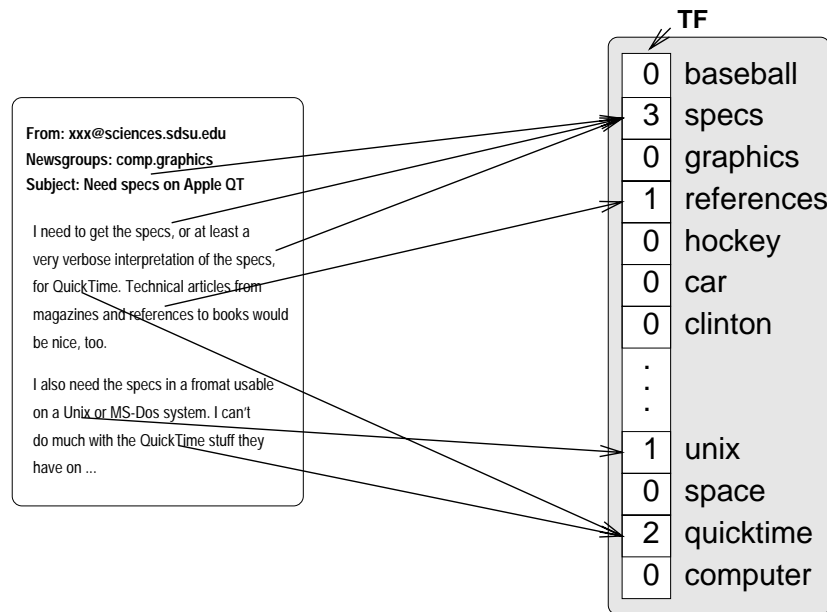 TF
From: xxx@sciences.sdsu.edu
Newsgroups: comp.graphics
Subject: Need specs on Apple QT
I need to get the specs, or at least a
very verbose interpretation of the specs,
for QuickTime. Technical articles from
magazines and references to books would
be nice, too.
I also need the specs in a fromat usable
on a Unix or MS-Dos system. I can't
do much with the QuickTime stuff they
have on ...
0 baseball
3 specs
0 graphics
1 references
0 hockey
0 car
0 clinton
.
.
.
1 unix
0 space
2 quicktime
0 computer